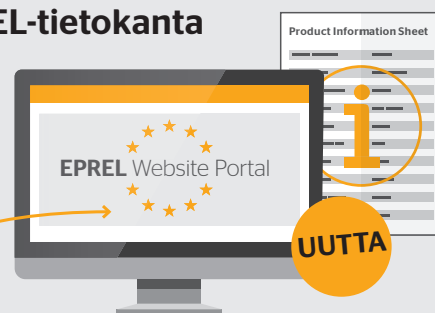 EL-tietokanta
Product Information Sheet
EPREL Website Portal
UUTTA